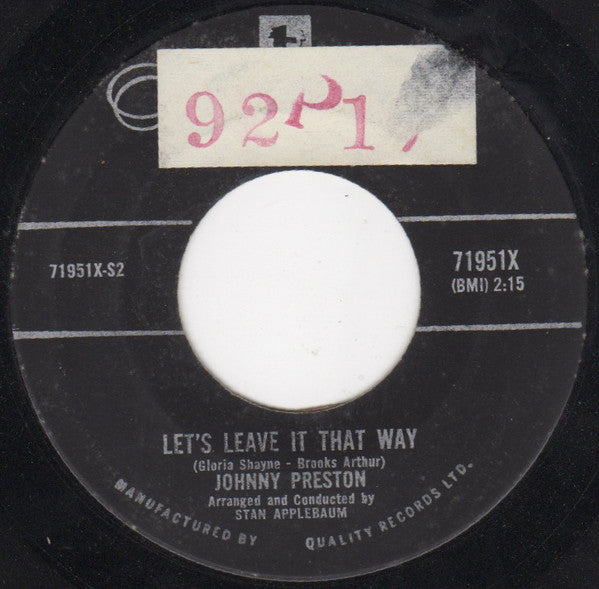 92P17
71951X-S2
71951X
(BMI) 2:15
LET'S LEAVE IT THAT WAY
(Gloria Shayne - Brooks Arthur)
JOHNNY PRESTON
Arranged and Conducted by
STAN APPLEBAUM
MANUFACTURED BY QUALITY RECORDS LTD.